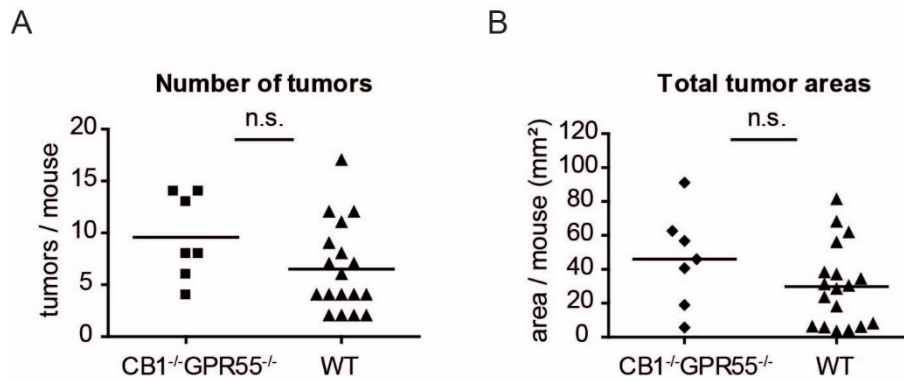 A
Number of tumors
n.s.
tumors / mouse
20
15
10
5
0
CB1⁻/⁻GPR55⁻/⁻
WT
B
Total tumor areas
n.s.
area / mouse (mm²)
120
100
80
60
40
20
0
CB1⁻/⁻GPR55⁻/⁻
WT